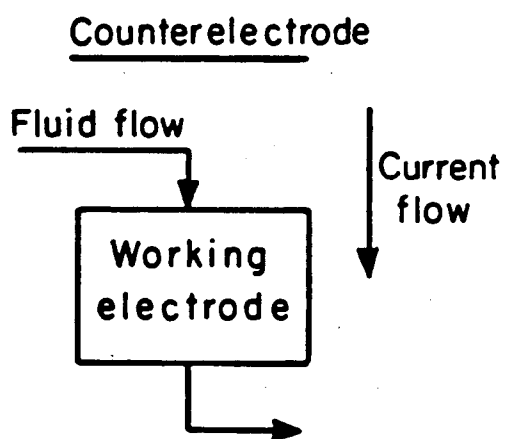 Counterelectrode
Fluid flow
Current
flow
Working
electrode